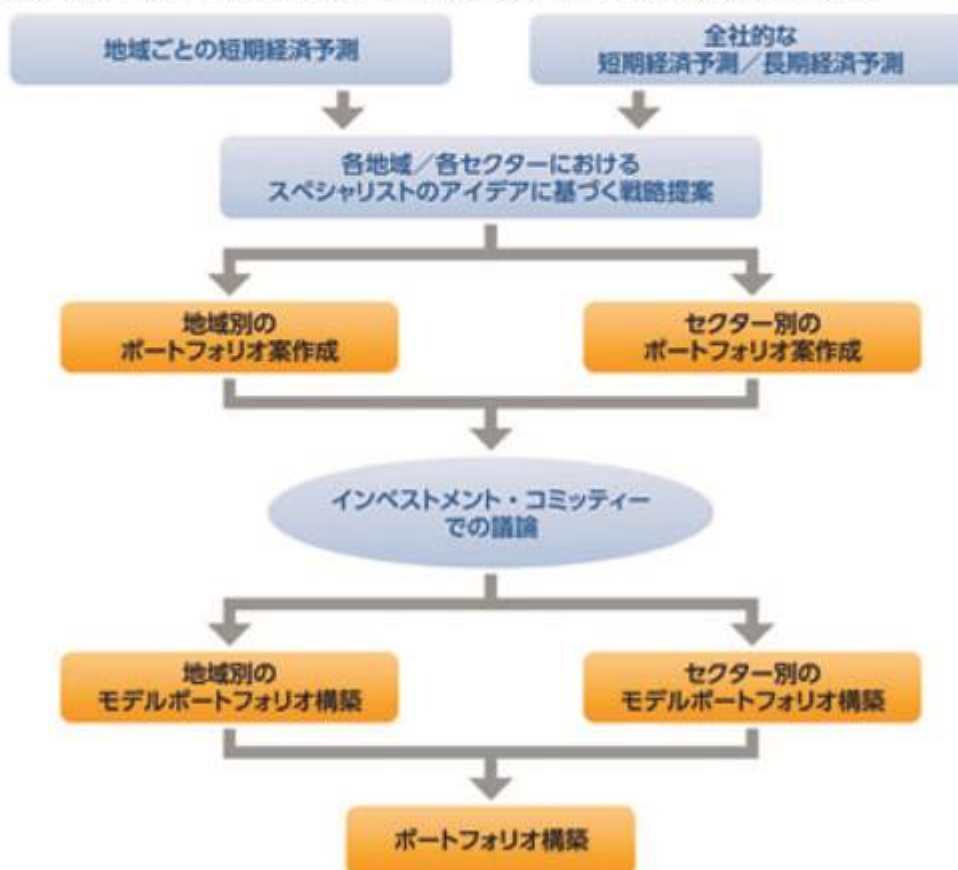 地域ごとの短期経済予測
全社的な
短期経済予測／長期経済予測
各地域／各セクターにおける
スペシャリストのアイデアに基づく戦略提案
地域別の
ポートフォリオ案作成
セクター別の
ポートフォリオ案作成
インベストメント・コミッティー
での議論
地域別の
モデルポートフォリオ構築
セクター別の
モデルポートフォリオ構築
ポートフォリオ構築